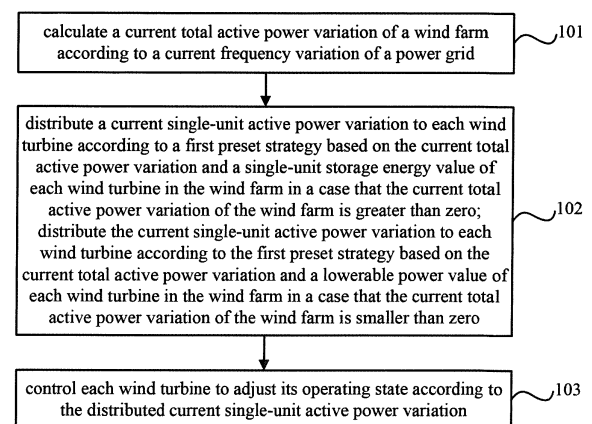 calculate a current total active power variation of a wind farm
according to a current frequency variation of a power grid
101
distribute a current single-unit active power variation to each wind
turbine according to a first preset strategy based on the current total
active power variation and a single-unit storage energy value of
each wind turbine in the wind farm in a case that the current total
active power variation of the wind farm is greater than zero;
distribute the current single-unit active power variation to each
wind turbine according to the first preset strategy based on the
current total active power variation and a lowerable power value of
each wind turbine in the wind farm in a case that the current total
active power variation of the wind farm is smaller than zero
102
control each wind turbine to adjust its operating state according to
the distributed current single-unit active power variation
103